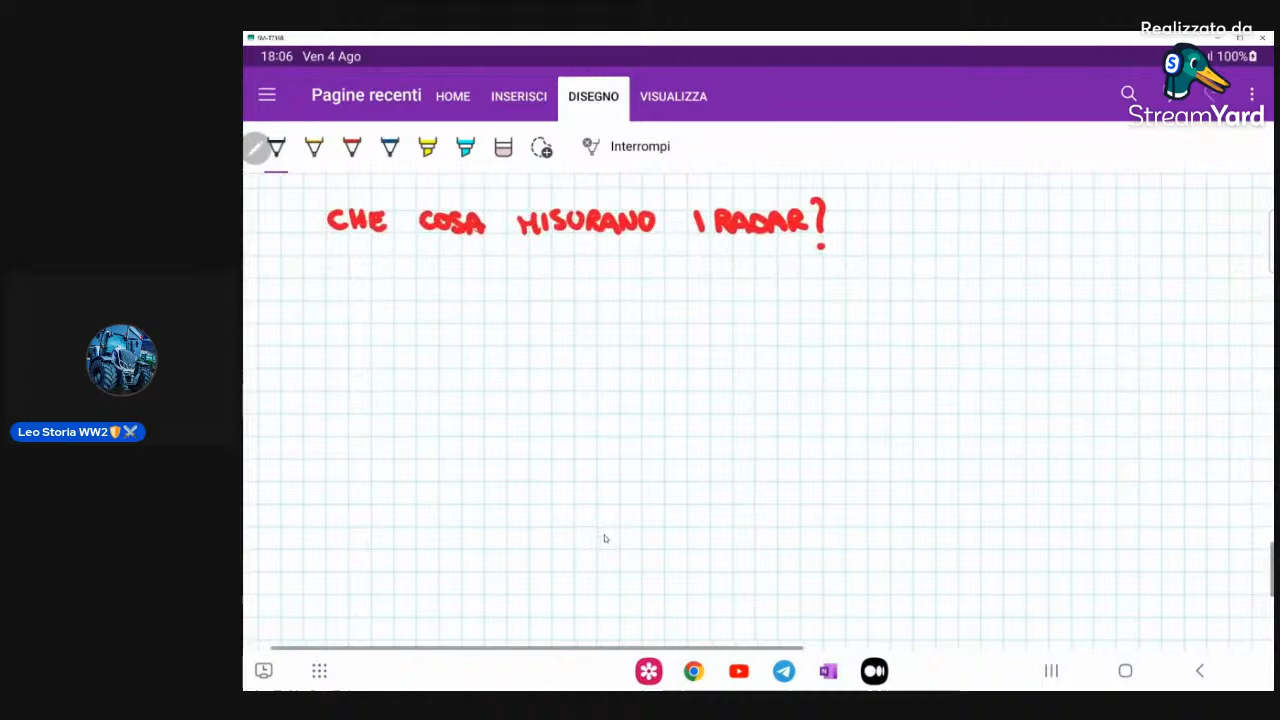 Realizzato da
StreamYard
18:06 Ven 4 Ago
100%
Pagine recenti HOME INSERISCI DISEGNO VISUALIZZA
Interrompi
CHE COSA MISURANO I RADAR?
Leo Storia WW2🛡️⚔️